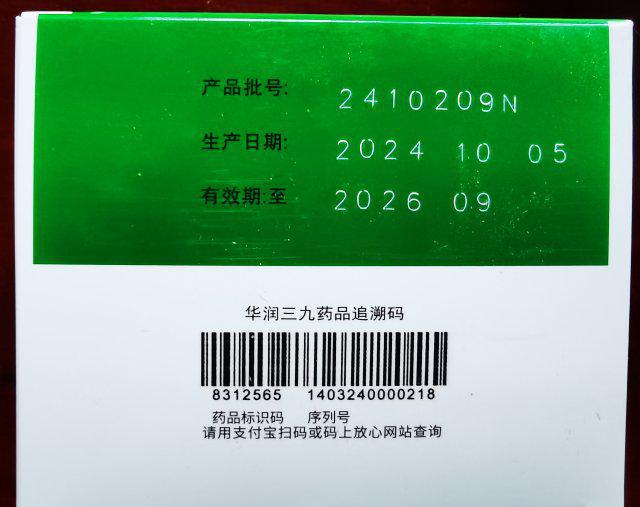 产品批号: 2410209N
生产日期: 2024 10 05
有效期:至 2026 09
华润三九药品追溯码
8312565 1403240000218
药品标识码 序列号
请用支付宝扫码或码上放心网站查询